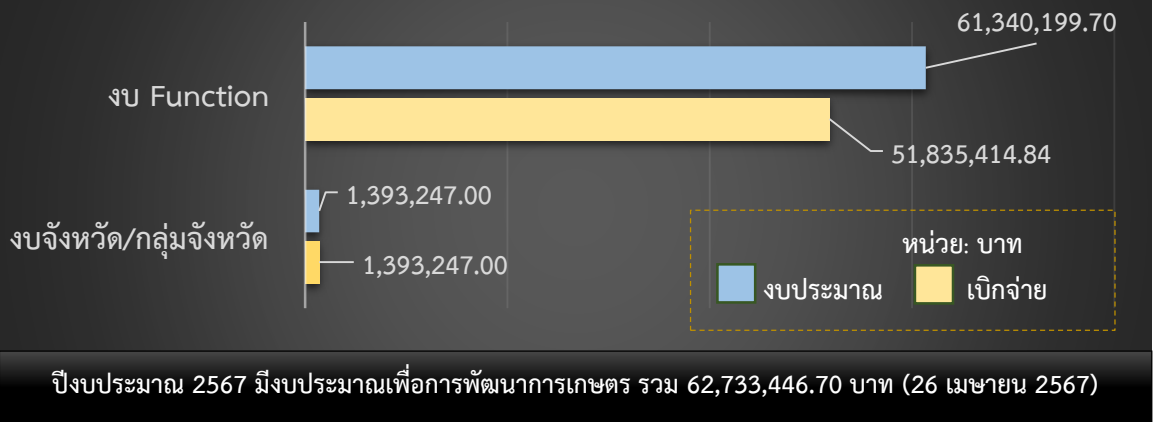 61,340,199.70
งบ Function
51,835,414.84
1,393,247.00
งบจังหวัด/กลุ่มจังหวัด
1,393,247.00
หน่วย: บาท
งบประมาณ เบิกจ่าย
ปีงบประมาณ 2567 มีงบประมาณเพื่อการพัฒนาการเกษตร รวม 62,733,446.70 บาท (26 เมษายน 2567)